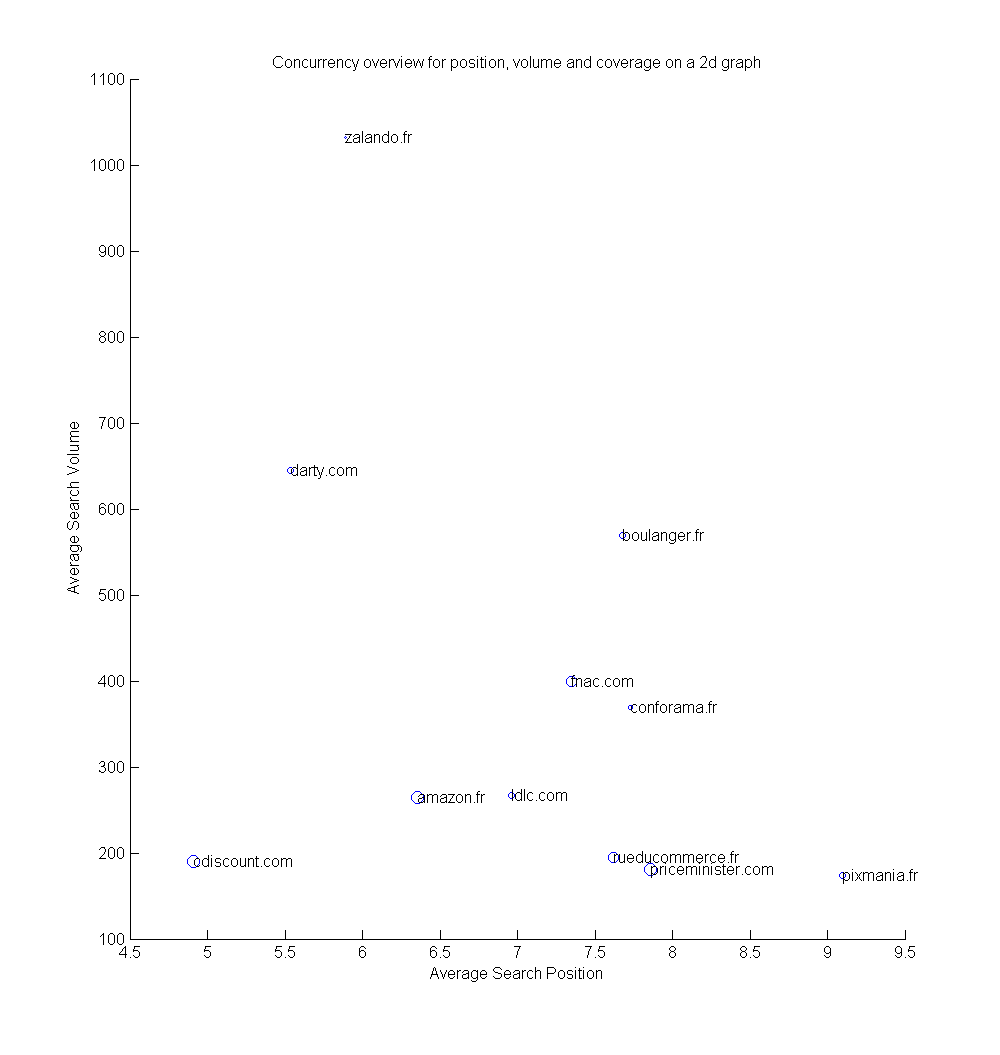 Concurrency overview for position, volume and coverage on a 2d graph
1100
zalando.fr
1000
900
800
700
darty.com
600
boulanger.fr
500
400
fnac.com
conforama.fr
300
amazon.fr
ldlc.com
200
cdiscount.com
rueducommerce.fr
priceminister.com
pixmania.fr
100
Average Search Volume
4.5 5 5.5 6 6.5 7 7.5 8 8.5 9 9.5
Average Search Position